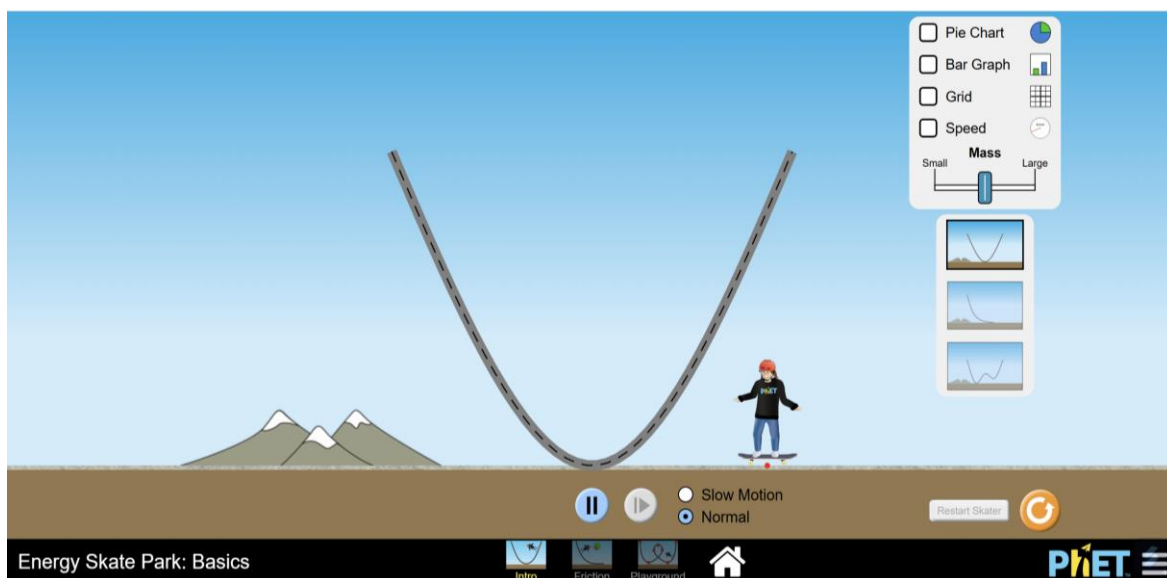 Pie Chart
Bar Graph
Grid
Speed
Mass
Small
Large
PhET
Slow Motion
Normal
Restart Skater
Energy Skate Park: Basics
Intro
Friction
Playground
PhET